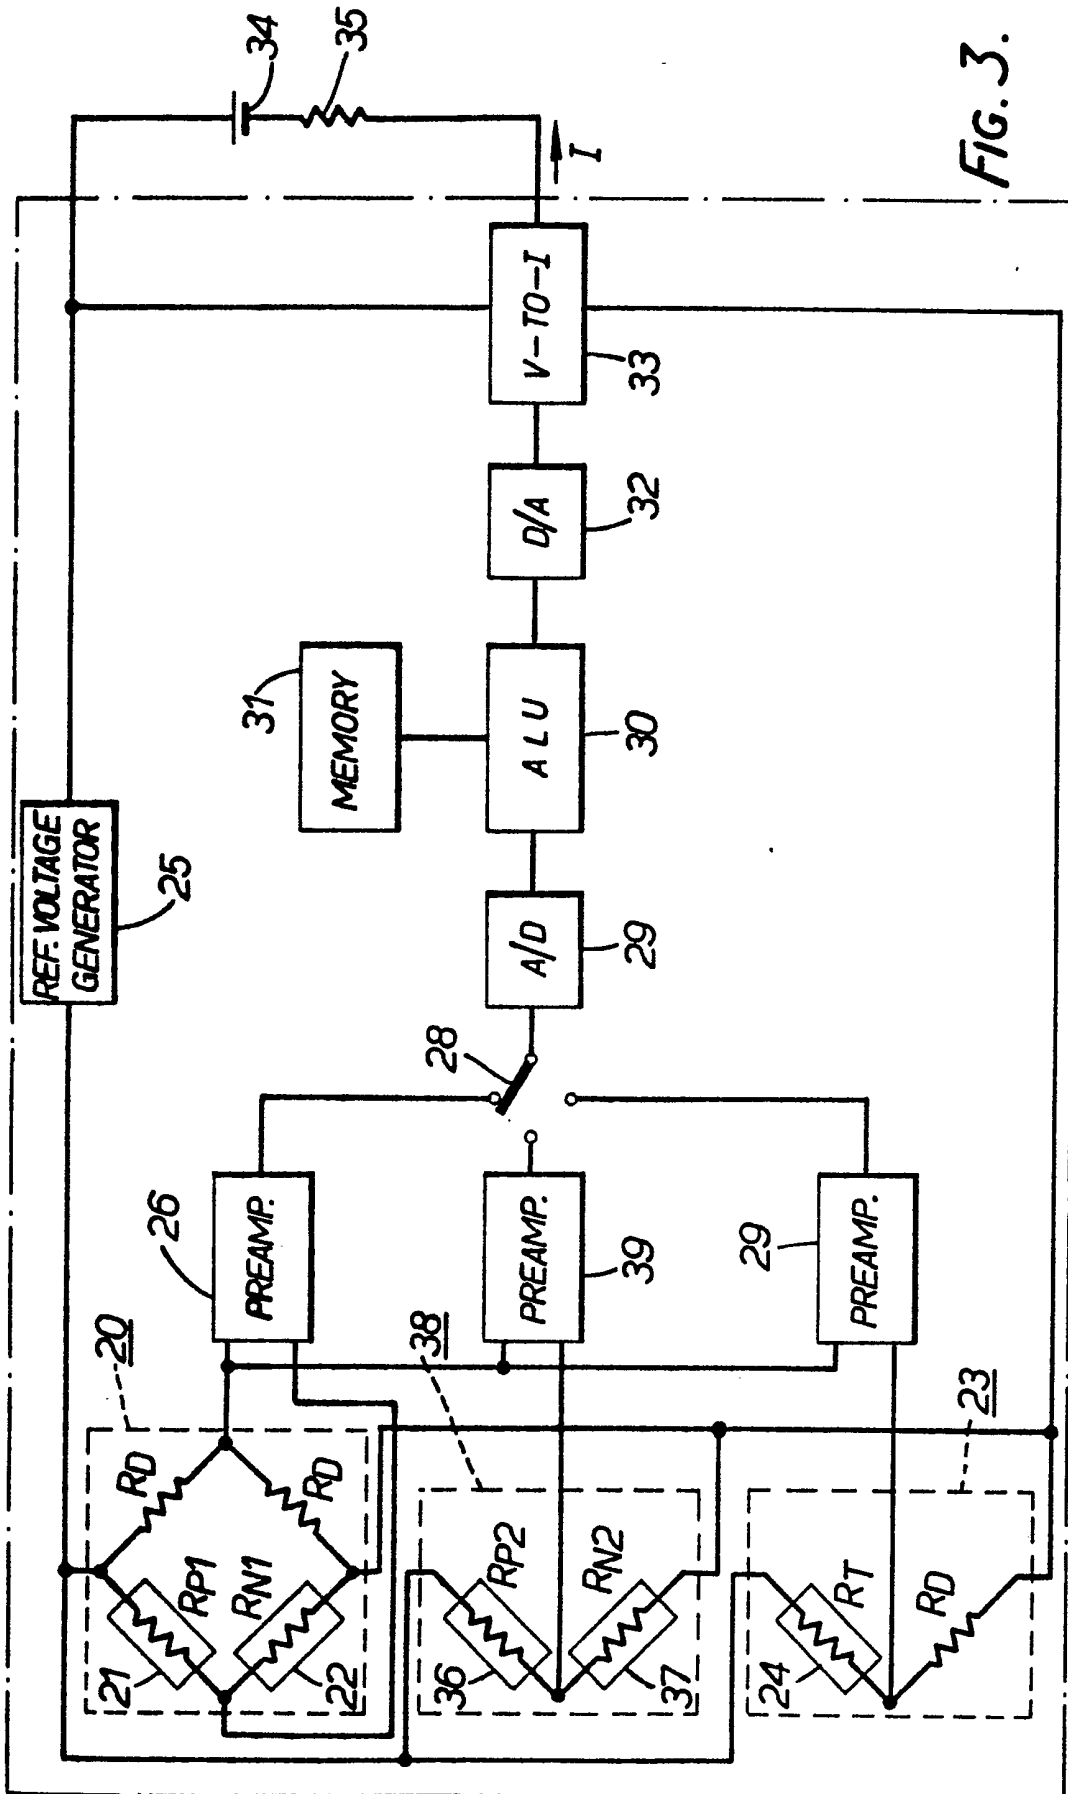 REF. VOLTAGE
GENERATOR
25
34
35
I
V-TO-I
33
D/A
32
MEMORY
31
ALU
30
A/D
29
28
PREAMP.
26
PREAMP.
39
PREAMP.
29
20
RD
RD
RP1
RN1
21
22
38
RP2
RN2
36
37
23
RT
RD
24
FIG. 3.